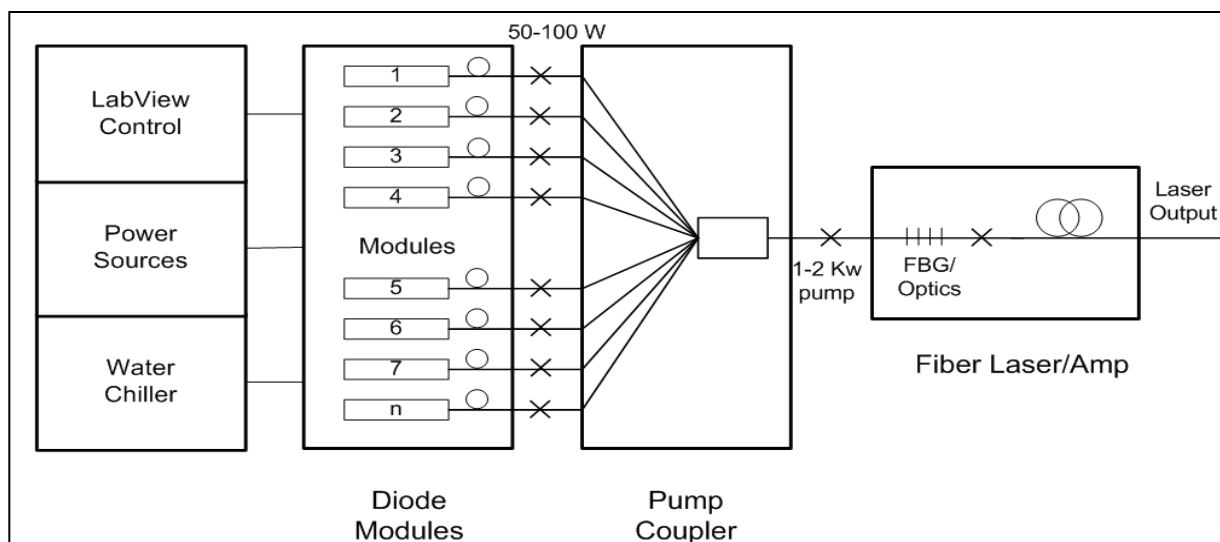 50-100 W
LabView
Control
Power
Sources
Water
Chiller
1
2
3
4
Modules
5
6
7
n
Diode
Modules
Pump
Coupler
1-2 Kw
pump
FBG/
Optics
Laser
Output
Fiber Laser/Amp